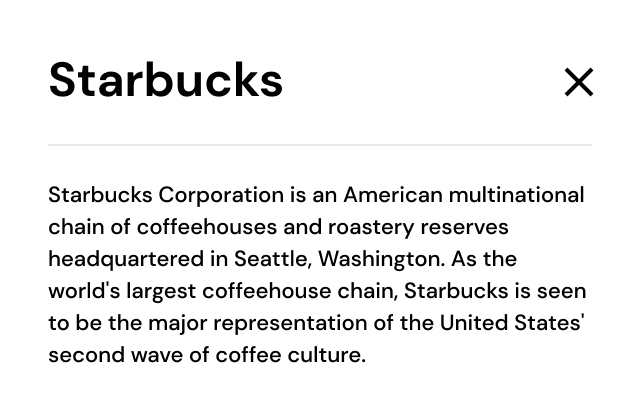 Starbucks
Starbucks Corporation is an American multinational
chain of coffeehouses and roastery reserves
headquartered in Seattle, Washington. As the
world's largest coffeehouse chain, Starbucks is seen
to be the major representation of the United States'
second wave of coffee culture.